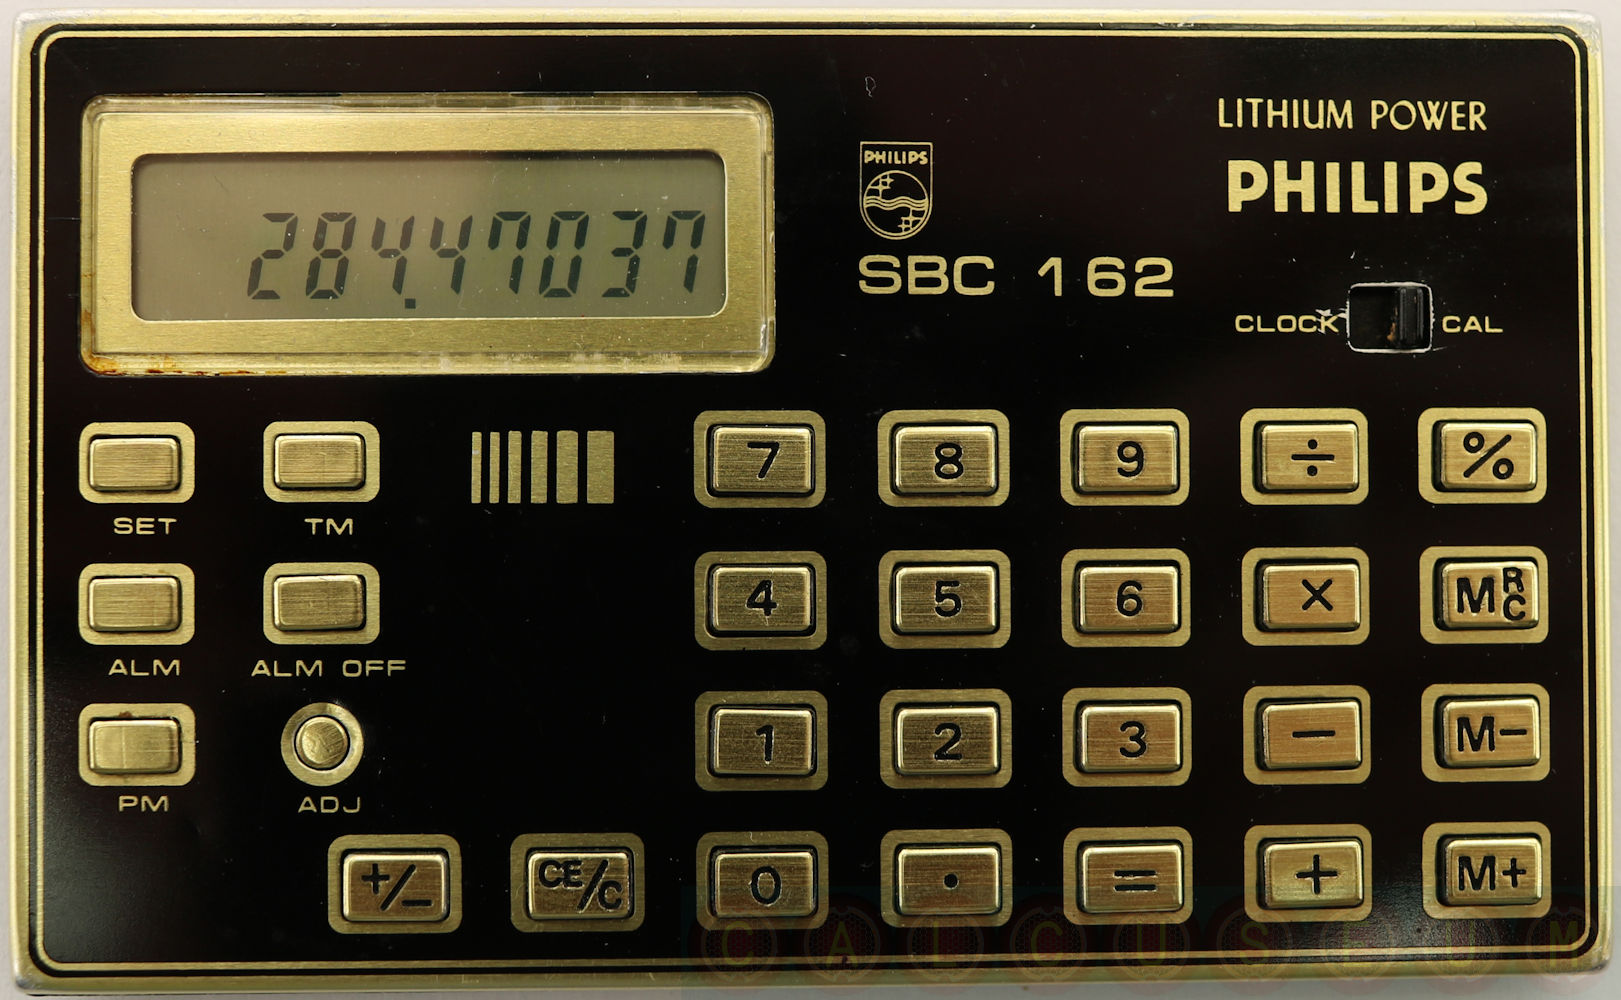 LITHIUM POWER
PHILIPS
PHILIPS
284.47037
SBC 162
CLOCK CAL
7 8 9 ÷ %
SET TM
4 5 6 × MRC
ALM ALM OFF
1 2 3 − M−
PM ADJ
+/− CE/C 0 . = + M+
CALCUSEUM